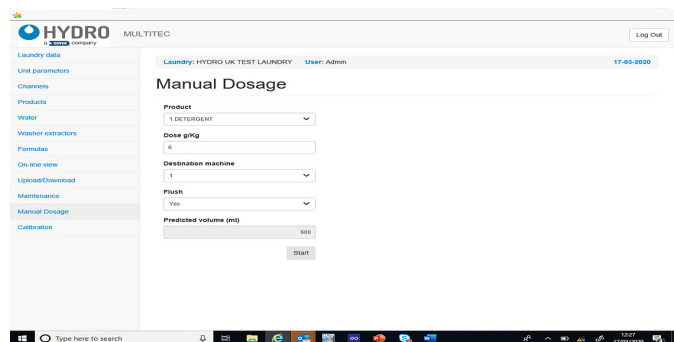 HYDRO
a DOVER company
MULTITEC
Log Out
Laundry data
Unit parameters
Channels
Products
Water
Washer extractors
Formulas
On-line view
Upload/Download
Maintenance
Manual Dosage
Calibration
Laundry: HYDRO UK TEST LAUNDRY User: Admin 17-03-2020
Manual Dosage
Product
1.DETERGENT
Dose g/Kg
6
Destination machine
1
Flush
Yes
Predicted volume (ml)
600
Start
Type here to search
12:27
17/03/2020